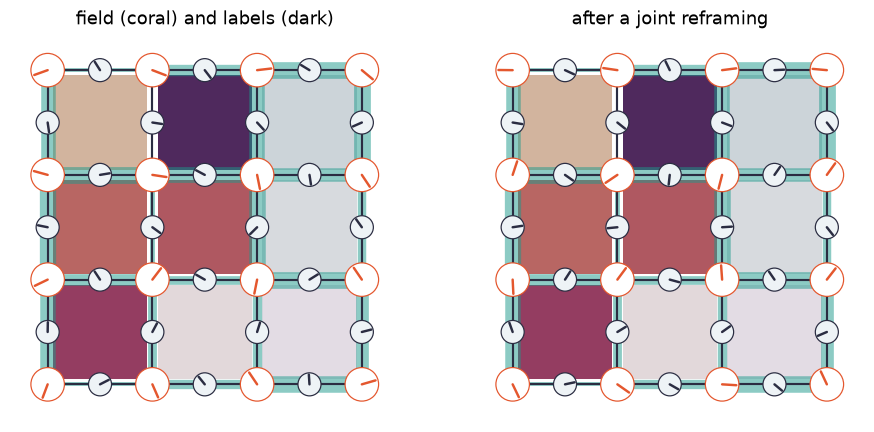 field (coral) and labels (dark)
after a joint reframing